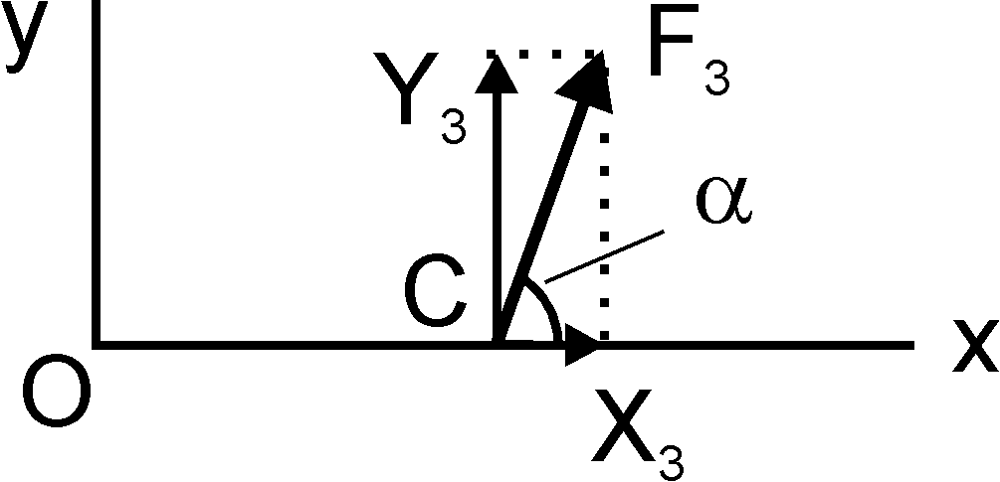 y
Y₃
F₃
α
C
x
O
X₃